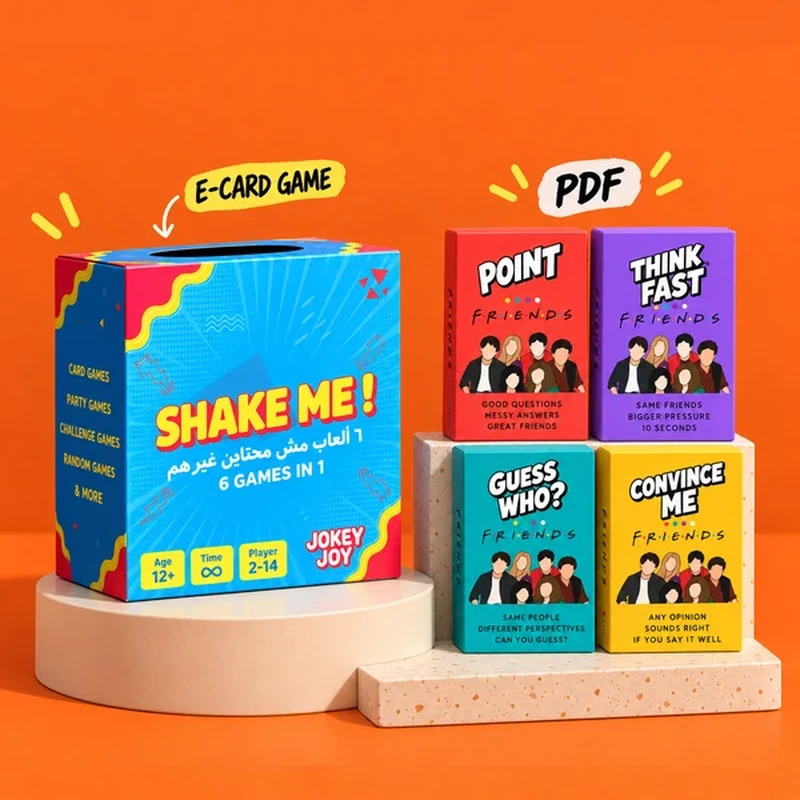 E-CARD GAME
PDF
CARD GAMES
PARTY GAMES
CHALLENGE GAMES
RANDOM GAMES
& MORE
SHAKE ME !
٦ ألعاب مش محتاين غيرهم
6 GAMES IN 1
Age
12+
Time
∞
Player
2-14
JOKEY
JOY
POINT
F·R·I·E·N·D·S
GOOD QUESTIONS
MESSY ANSWERS
GREAT FRIENDS
FRIENDS
THINK
FAST
F·R·I·E·N·D·S
SAME FRIENDS
BIGGER PRESSURE
10 SECONDS
FRIENDS
GUESS
WHO?
F·R·I·E·N·D·S
SAME PEOPLE
DIFFERENT PERSPECTIVES
CAN YOU GUESS?
FRIENDS
CONVINCE
ME
F·R·I·E·N·D·S
ANY OPINION
SOUNDS RIGHT
IF YOU SAY IT WELL
FRIENDS